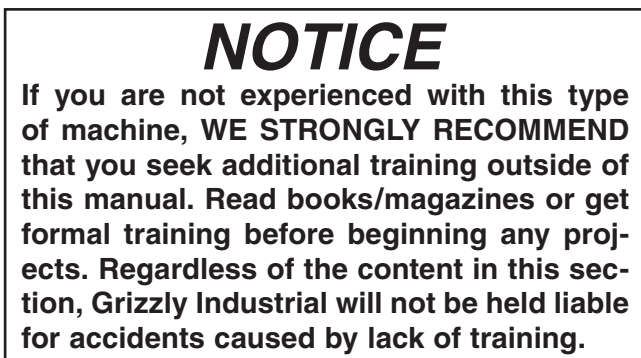 NOTICE
If you are not experienced with this type
of machine, WE STRONGLY RECOMMEND
that you seek additional training outside of
this manual. Read books/magazines or get
formal training before beginning any proj-
ects. Regardless of the content in this sec-
tion, Grizzly Industrial will not be held liable
for accidents caused by lack of training.